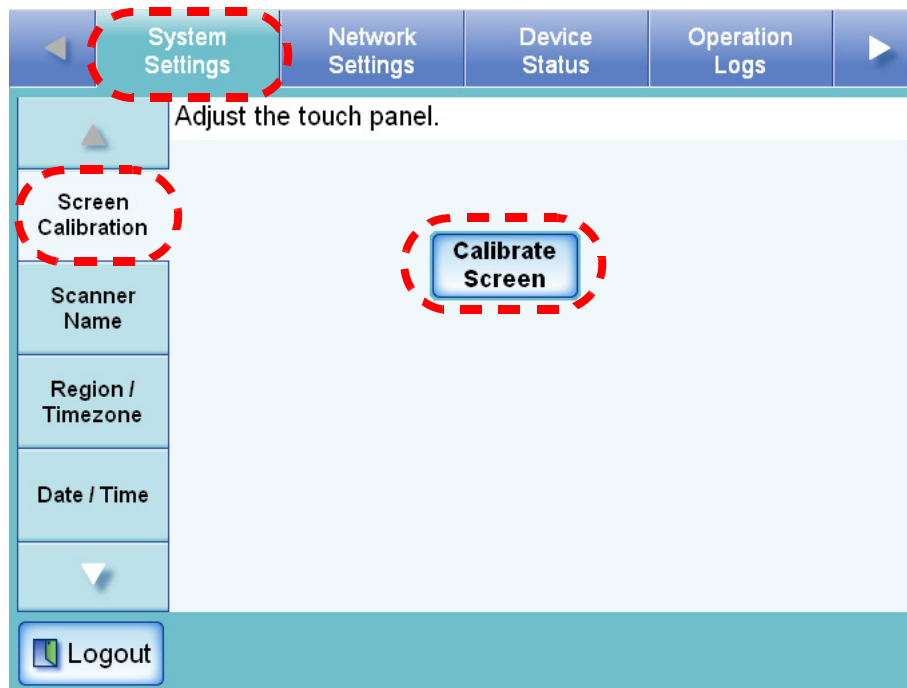 System
Settings
Network
Settings
Device
Status
Operation
Logs
Adjust the touch panel.
Screen
Calibration
Calibrate
Screen
Scanner
Name
Region /
Timezone
Date / Time
Logout